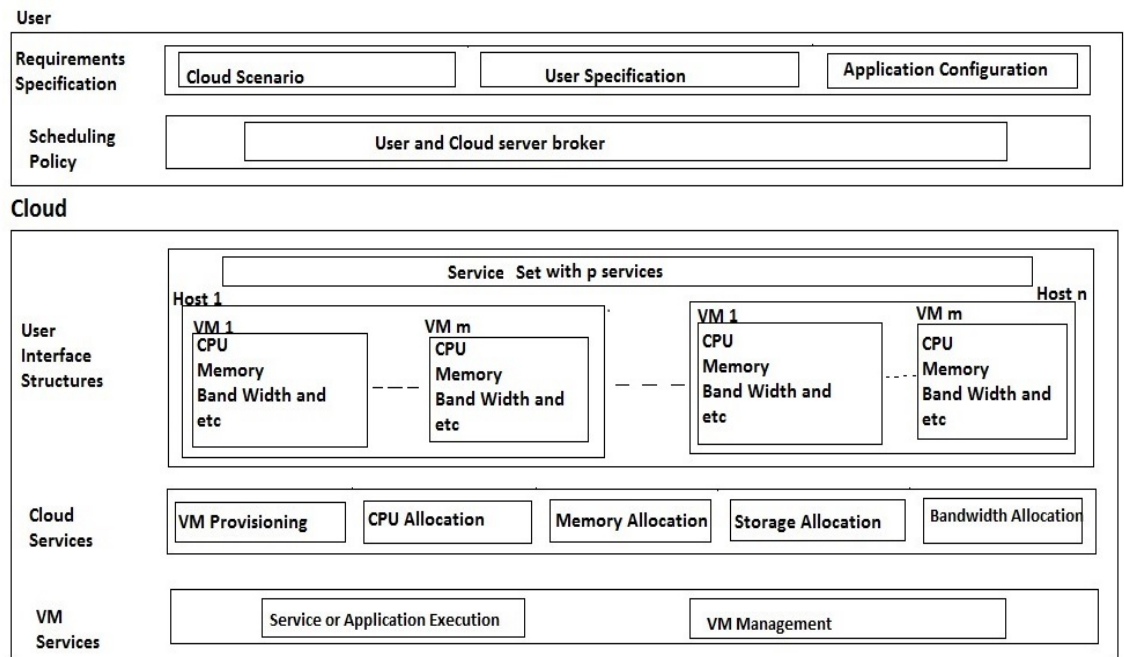 User
Requirements
Specification
Cloud Scenario
User Specification
Application Configuration
Scheduling
Policy
User and Cloud server broker
Cloud
Service Set with p services
Host 1
Host n
User
Interface
Structures
VM 1
CPU
Memory
Band Width and
etc
VM m
CPU
Memory
Band Width and
etc
VM 1
CPU
Memory
Band Width and
etc
VM m
CPU
Memory
Band Width and
etc
Cloud
Services
VM Provisioning
CPU Allocation
Memory Allocation
Storage Allocation
Bandwidth Allocation
VM
Services
Service or Application Execution
VM Management